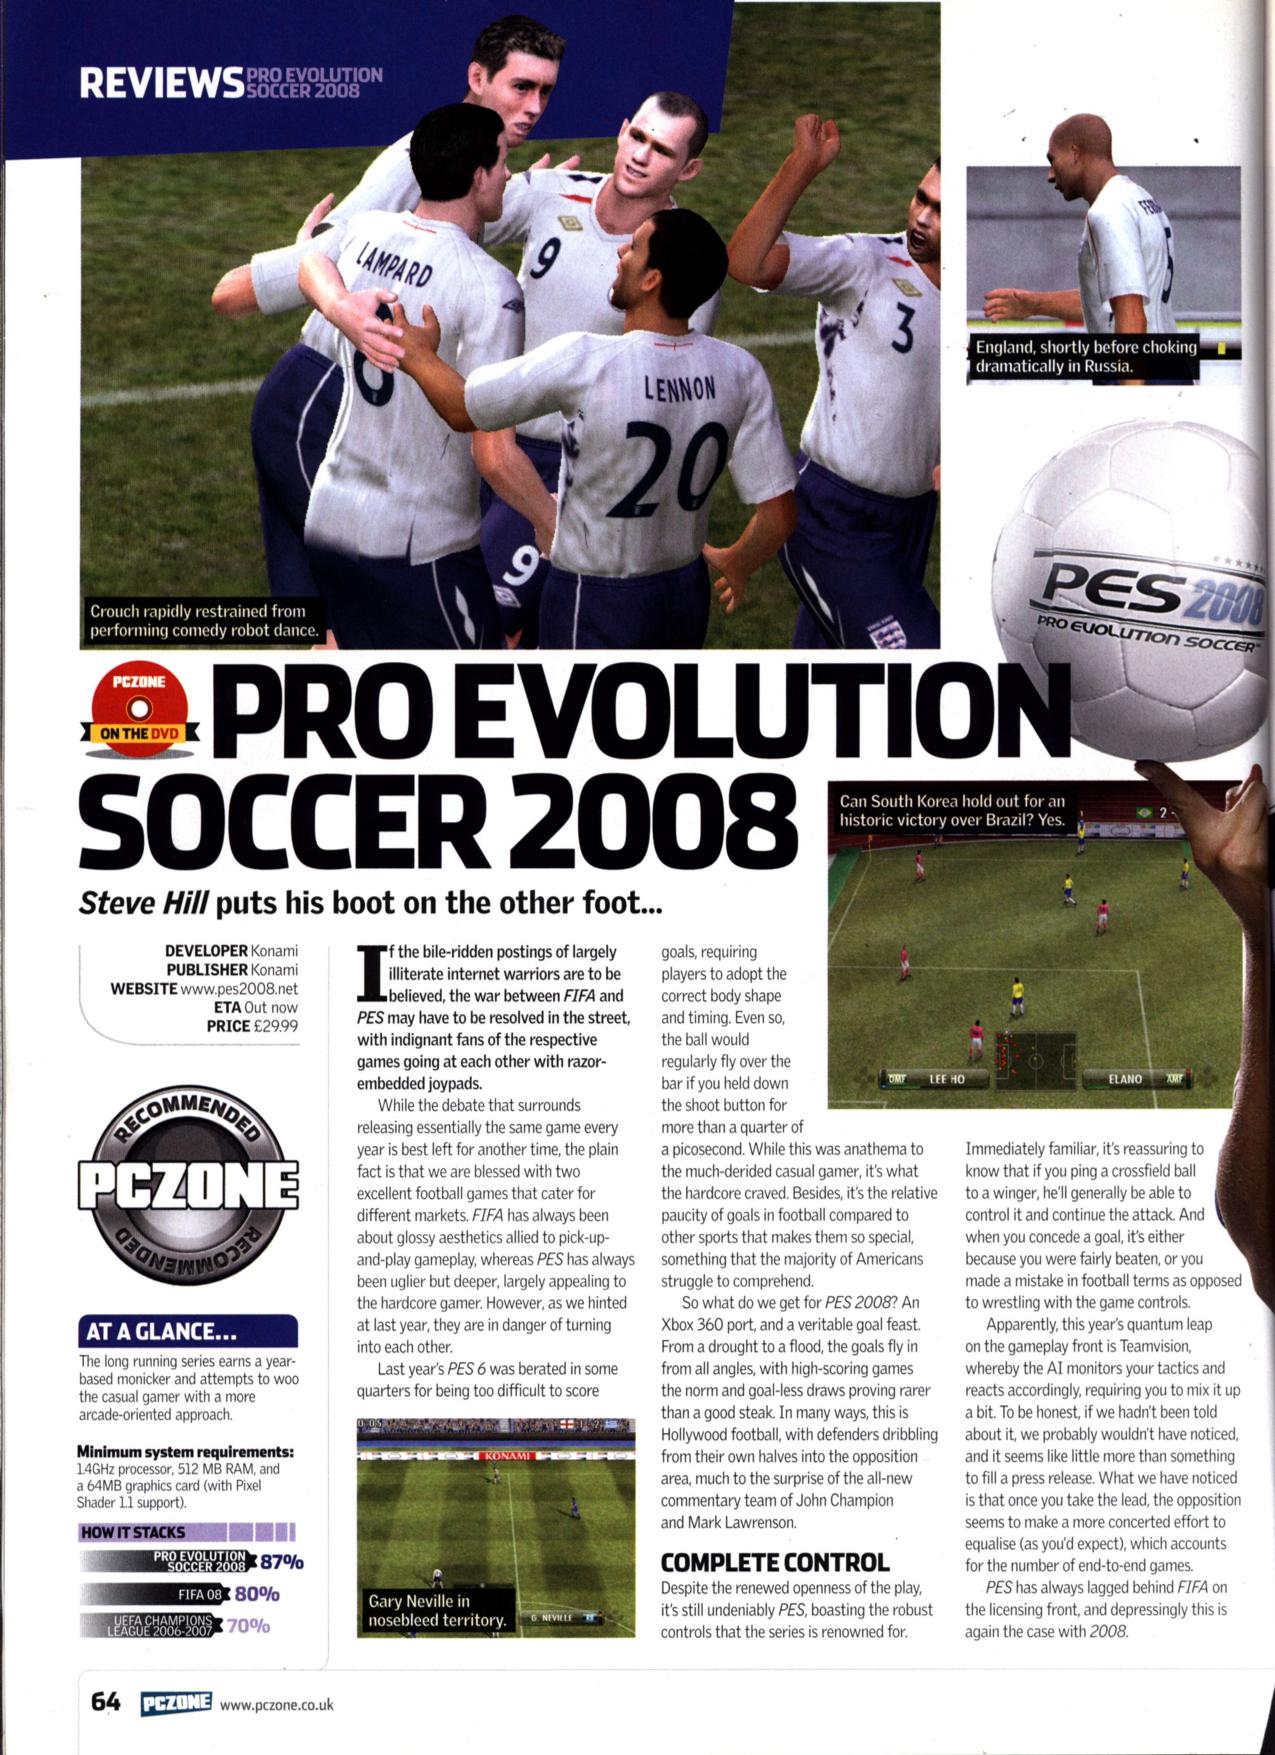 REVIEWS PRO EVOLUTION
SOCCER 2008
LAMPARD
6
9
3
LENNON
20
9
Crouch rapidly restrained from
performing comedy robot dance.
5
England, shortly before choking
dramatically in Russia.
PES 2008
PRO EVOLUTION SOCCER
PCZONE
ON THE DVD
PRO EVOLUTION
SOCCER 2008
Steve Hill puts his boot on the other foot...
Can South Korea hold out for an
historic victory over Brazil? Yes.
2
DMF LEE HO
ELANO AMF
DEVELOPER Konami
PUBLISHER Konami
WEBSITE www.pes2008.net
ETA Out now
PRICE £29.99
RECOMMENDED
PCZONE
RECOMMENDED
AT A GLANCE...
The long running series earns a year-
based monicker and attempts to woo
the casual gamer with a more
arcade-oriented approach.
Minimum system requirements:
1.4GHz processor, 512 MB RAM, and
a 64MB graphics card (with Pixel
Shader 1.1 support).
HOW IT STACKS
PRO EVOLUTION
SOCCER 2008 87%
FIFA 08 80%
UEFA CHAMPIONS
LEAGUE 2006-2007 70%
If the bile-ridden postings of largely
illiterate internet warriors are to be
believed, the war between FIFA and
PES may have to be resolved in the street,
with indignant fans of the respective
games going at each other with razor-
embedded joypads.
While the debate that surrounds
releasing essentially the same game every
year is best left for another time, the plain
fact is that we are blessed with two
excellent football games that cater for
different markets. FIFA has always been
about glossy aesthetics allied to pick-up-
and-play gameplay, whereas PES has always
been uglier but deeper, largely appealing to
the hardcore gamer. However, as we hinted
at last year, they are in danger of turning
into each other.
Last year's PES 6 was berated in some
quarters for being too difficult to score
KONAMI
Gary Neville in
nosebleed territory.
G. NEVILLE
goals, requiring
players to adopt the
correct body shape
and timing. Even so,
the ball would
regularly fly over the
bar if you held down
the shoot button for
more than a quarter of
a picosecond. While this was anathema to
the much-derided casual gamer, it's what
the hardcore craved. Besides, it's the relative
paucity of goals in football compared to
other sports that makes them so special,
something that the majority of Americans
struggle to comprehend.
So what do we get for PES 2008? An
Xbox 360 port, and a veritable goal feast.
From a drought to a flood, the goals fly in
from all angles, with high-scoring games
the norm and goal-less draws proving rarer
than a good steak. In many ways, this is
Hollywood football, with defenders dribbling
from their own halves into the opposition
area, much to the surprise of the all-new
commentary team of John Champion
and Mark Lawrenson.
COMPLETE CONTROL
Despite the renewed openness of the play,
it's still undeniably PES, boasting the robust
controls that the series is renowned for.
Immediately familiar, it's reassuring to
know that if you ping a crossfield ball
to a winger, he'll generally be able to
control it and continue the attack. And
when you concede a goal, it's either
because you were fairly beaten, or you
made a mistake in football terms as opposed
to wrestling with the game controls.
Apparently, this year's quantum leap
on the gameplay front is Teamvision,
whereby the AI monitors your tactics and
reacts accordingly, requiring you to mix it up
a bit. To be honest, if we hadn't been told
about it, we probably wouldn't have noticed,
and it seems like little more than something
to fill a press release. What we have noticed
is that once you take the lead, the opposition
seems to make a more concerted effort to
equalise (as you'd expect), which accounts
for the number of end-to-end games.
PES has always lagged behind FIFA on
the licensing front, and depressingly this is
again the case with 2008.
64 PCZONE www.pczone.co.uk